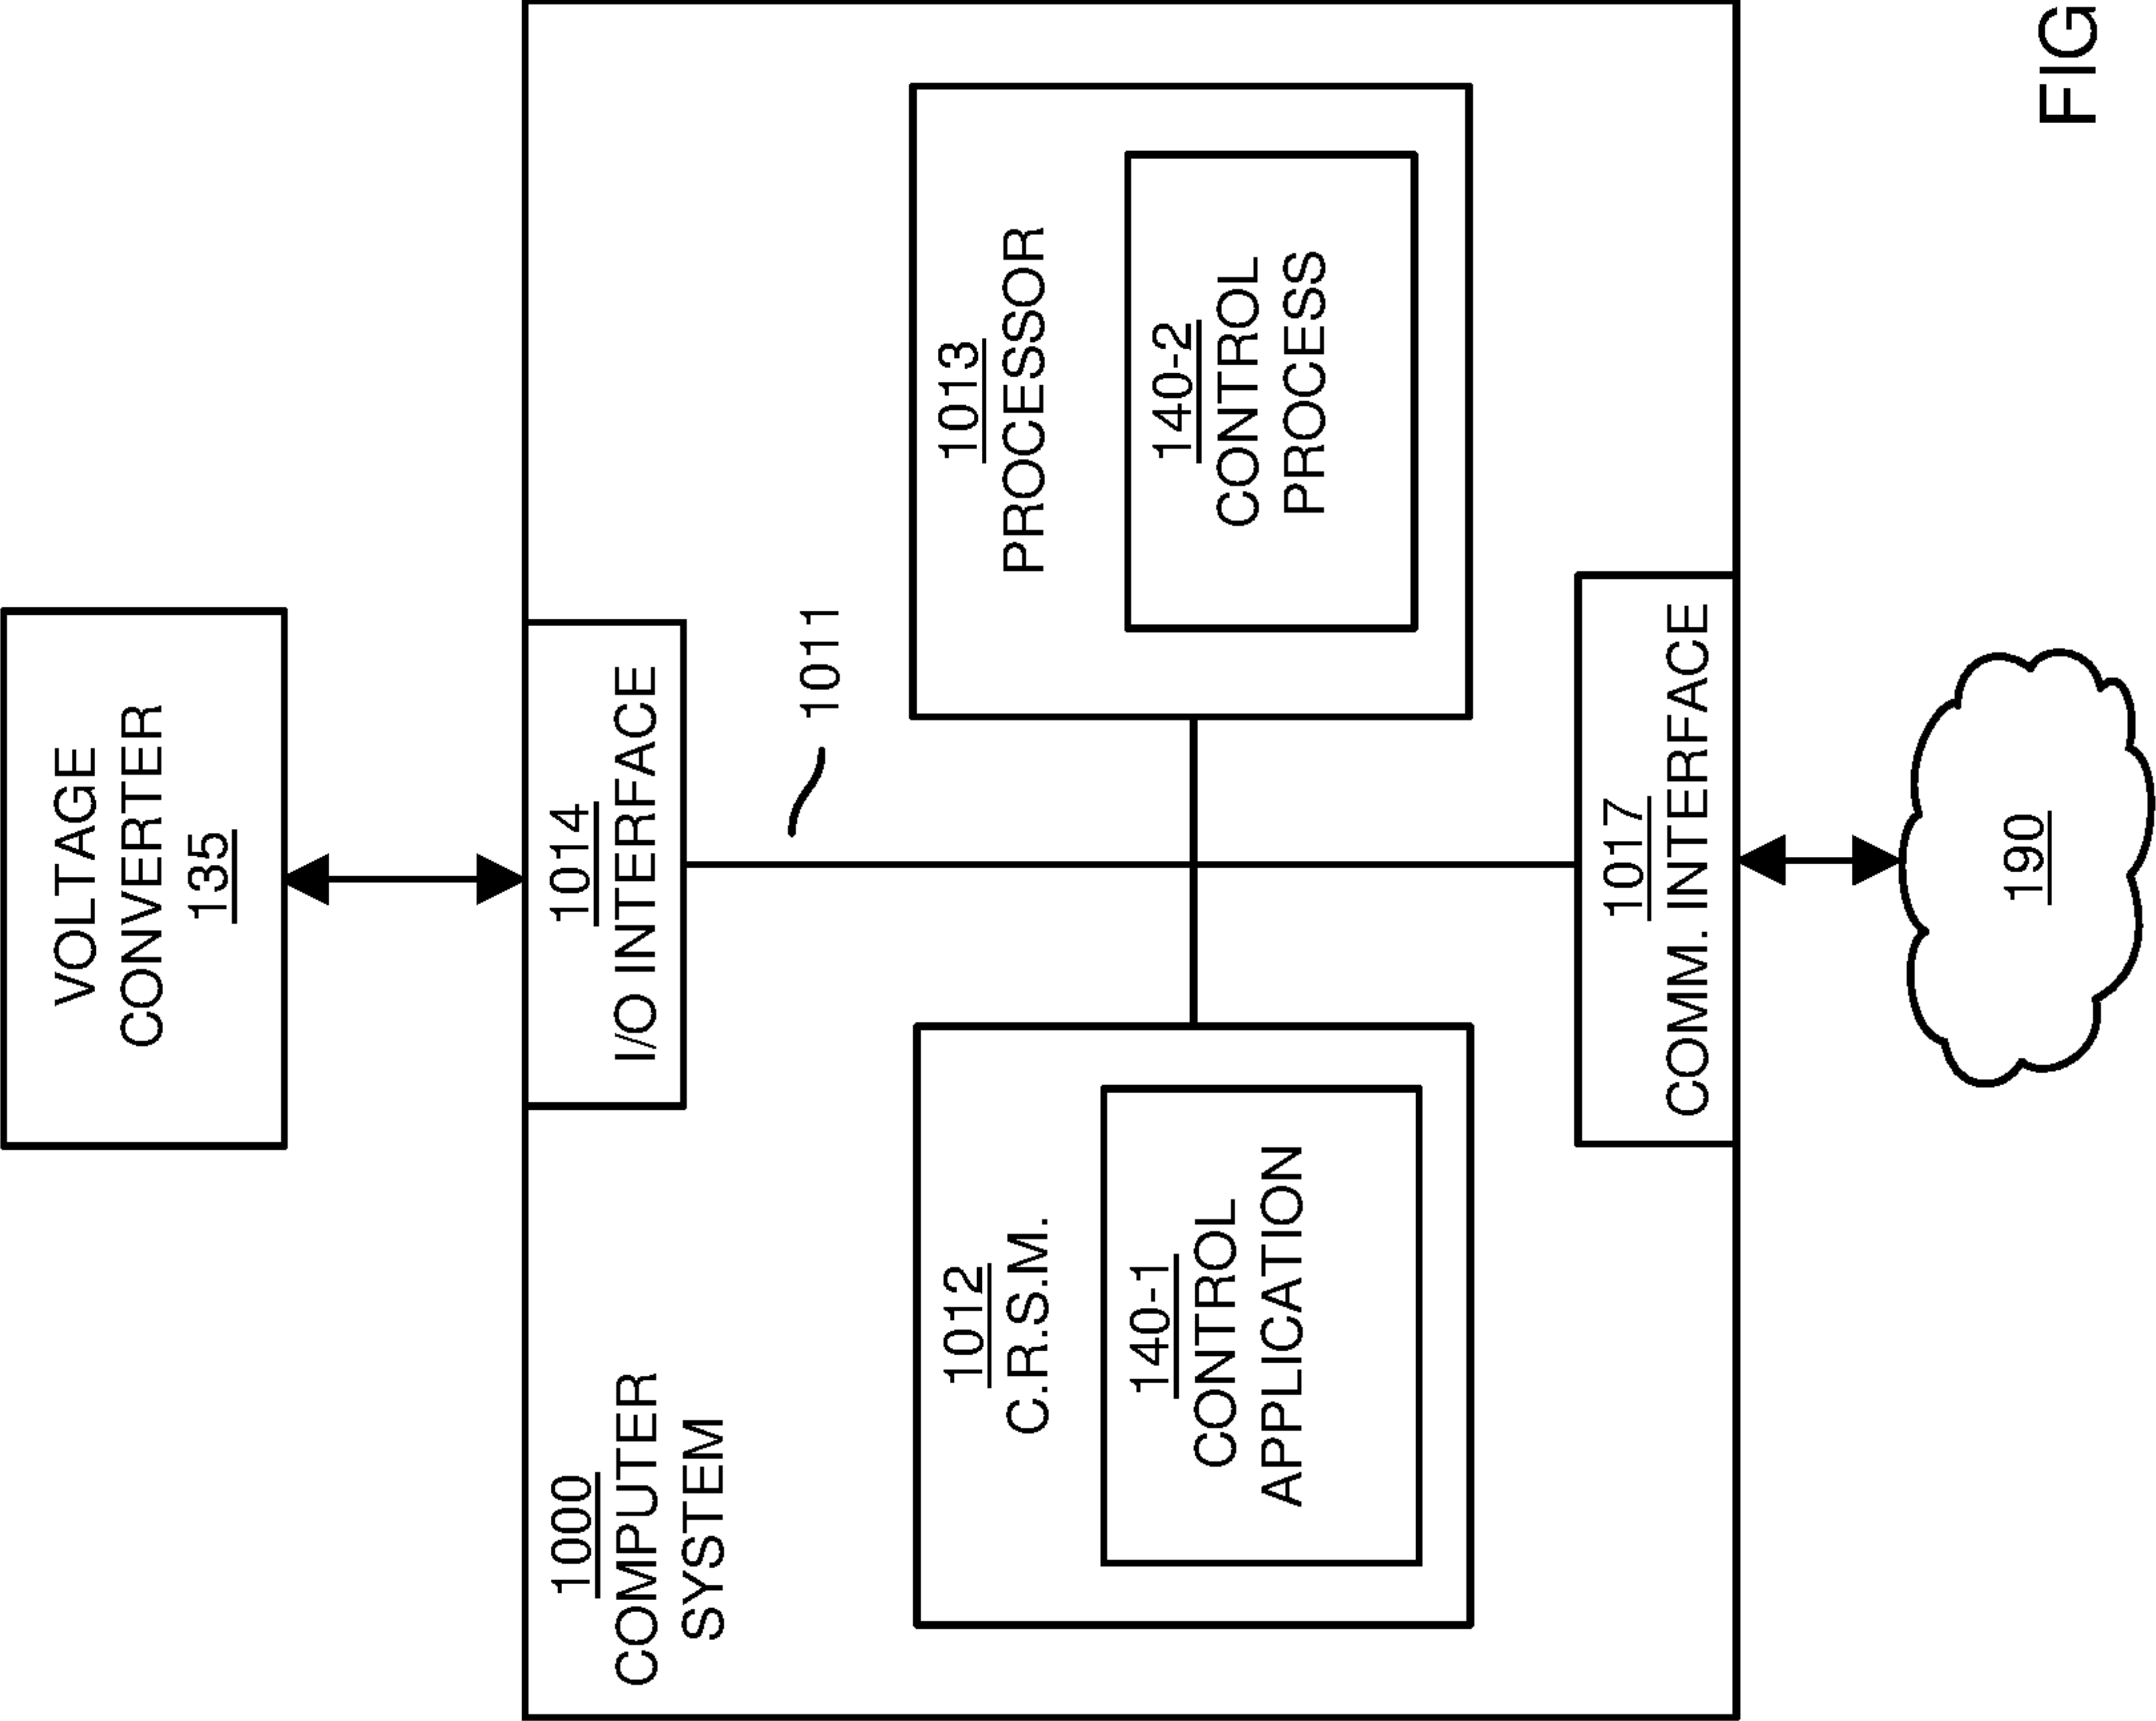 VOLTAGE
CONVERTER
135
1000
COMPUTER
SYSTEM
1014
I/O INTERFACE
1011
1012
C.R.S.M.
140-1
CONTROL
APPLICATION
1013
PROCESSOR
140-2
CONTROL
PROCESS
1017
COMM. INTERFACE
190
FIG